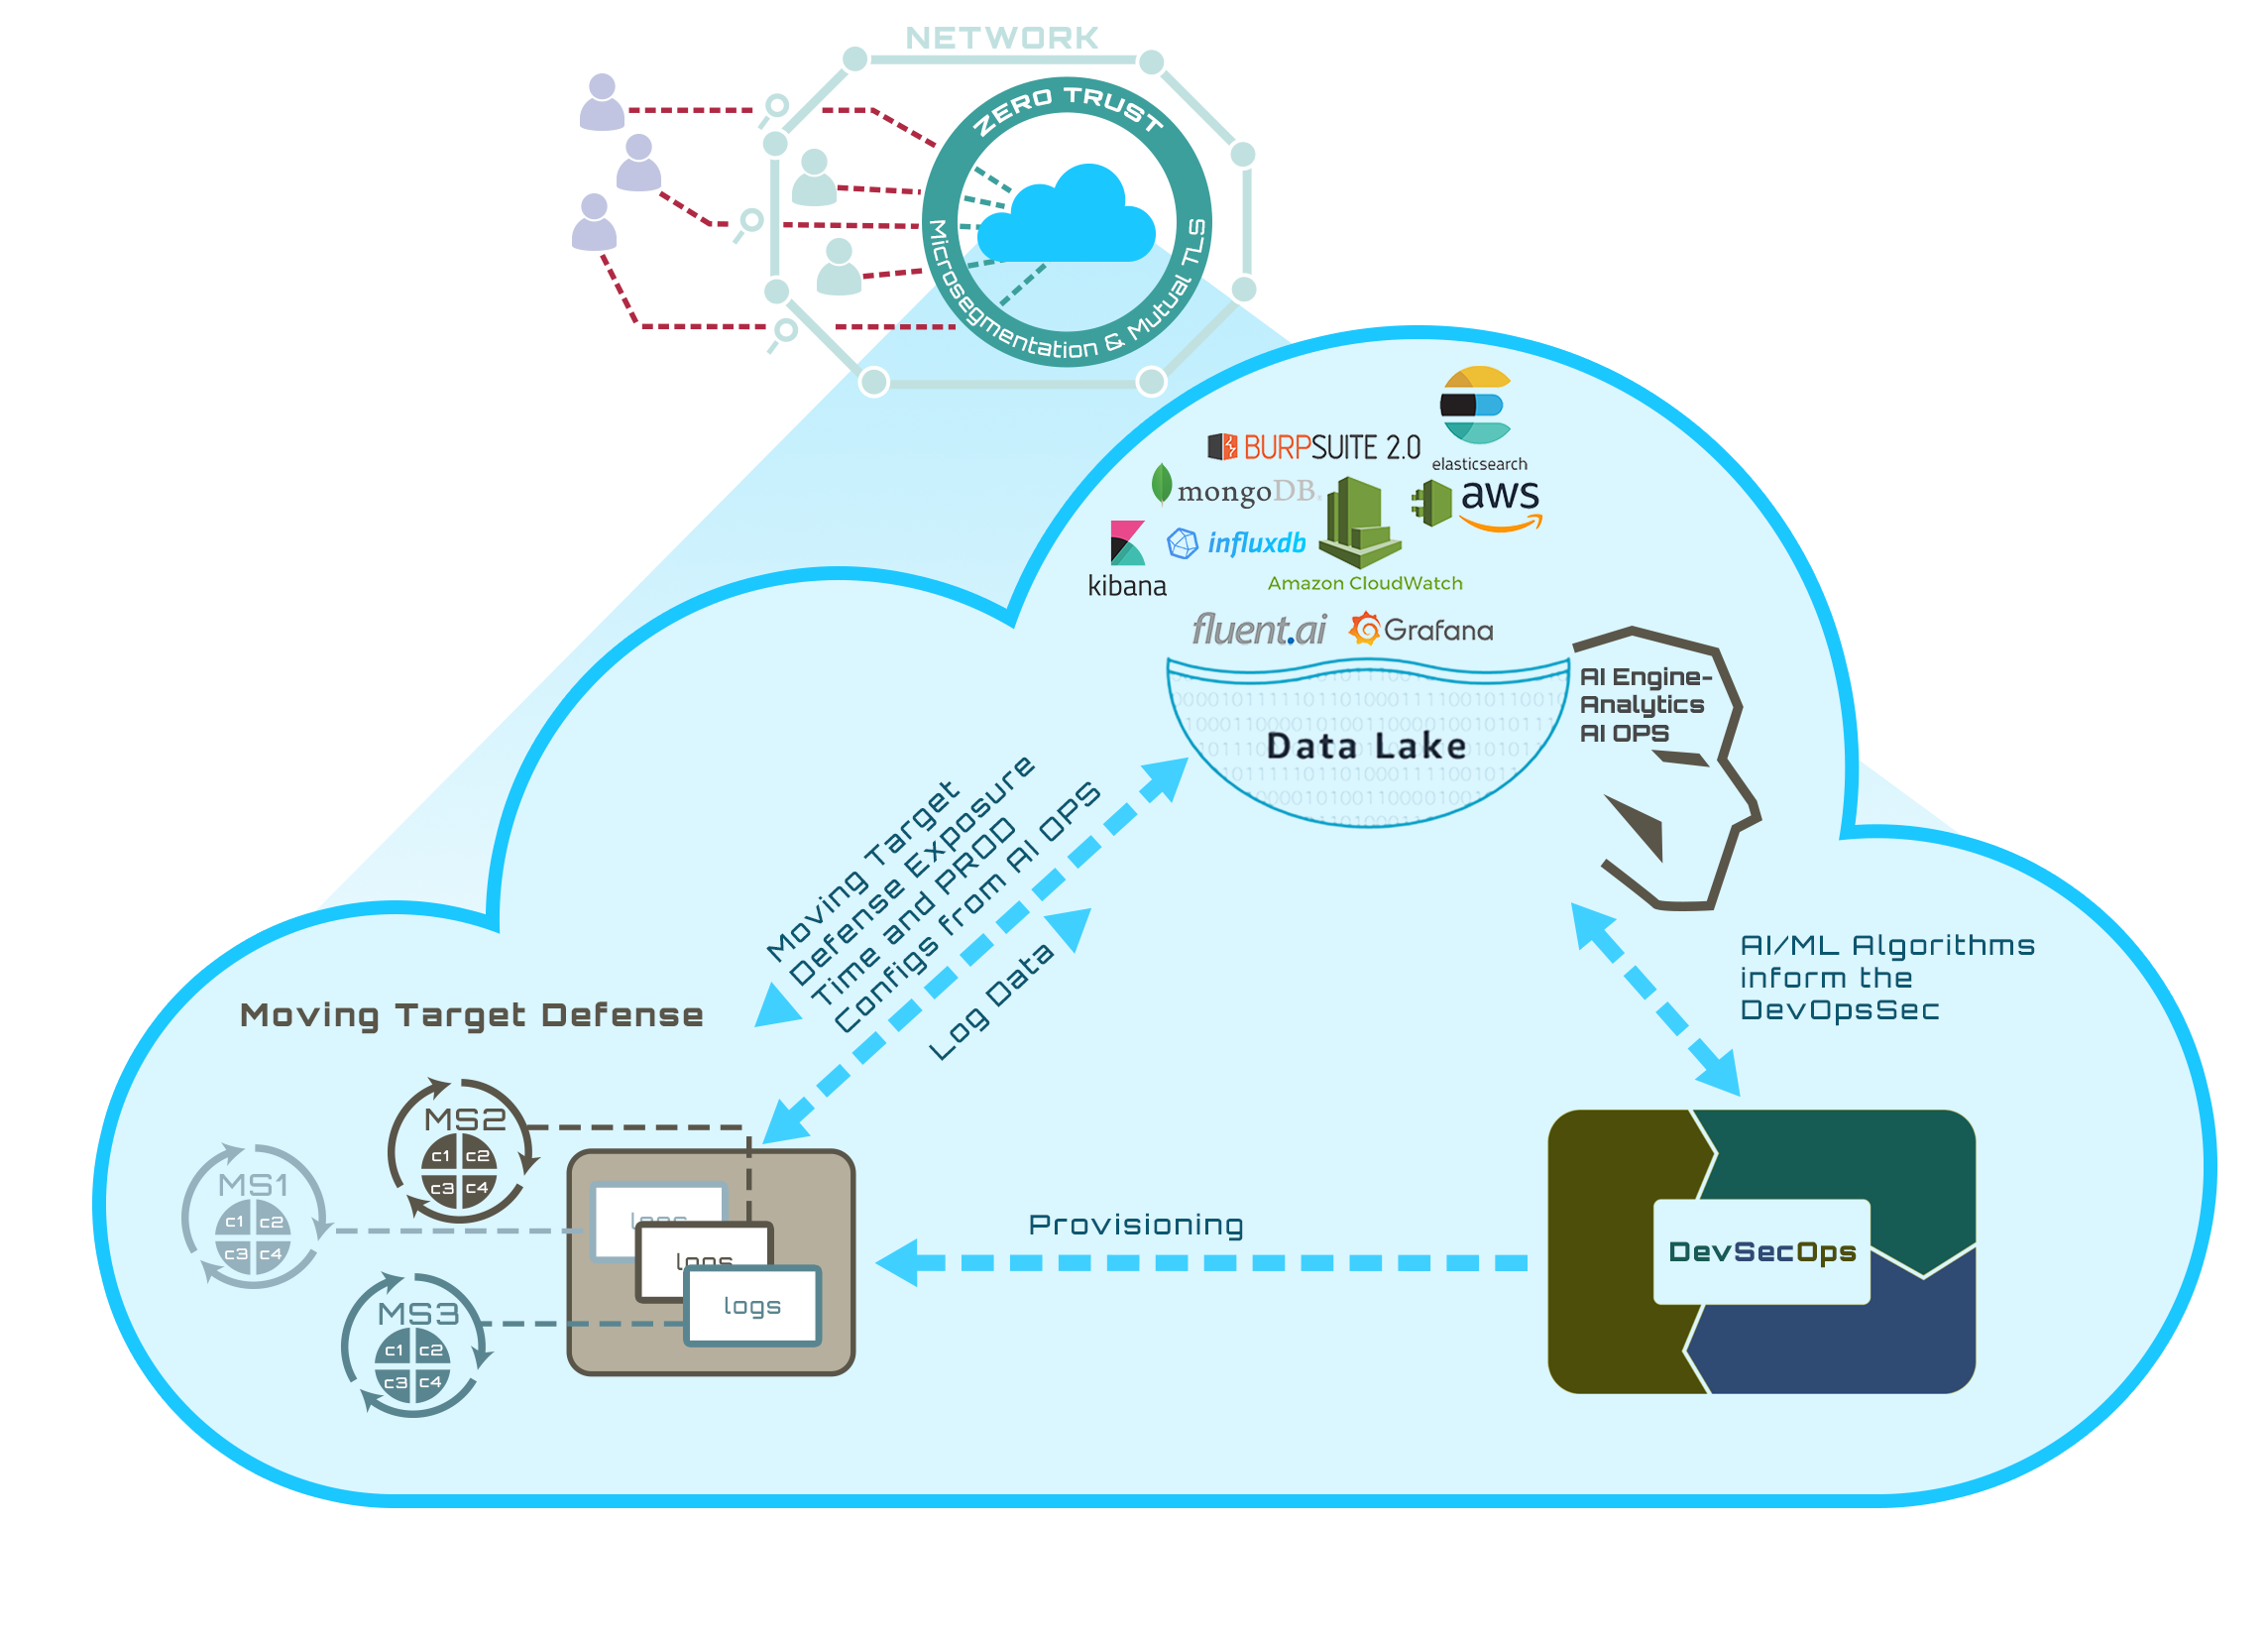 NETWORK
ZERO TRUST
Microsegmentation & Mutual TLS
elasticsearch
BURPSUITE 2.0
mongoDB.
aws
influxdb
kibana
Amazon CloudWatch
fluent.ai
Grafana
Data Lake
AI Engine-
Analytics
AI OPS
Moving Target
Defense Exposure
Time and PROD
Configs from AI OPS
Log Data
AI/ML Algorithms
inform the
DevOpsSec
Moving Target Defense
MS2
c1 c2
c3 c4
MS1
c1 c2
c3 c4
MS3
c1 c2
c3 c4
logs
logs
logs
Provisioning
DevSecOps